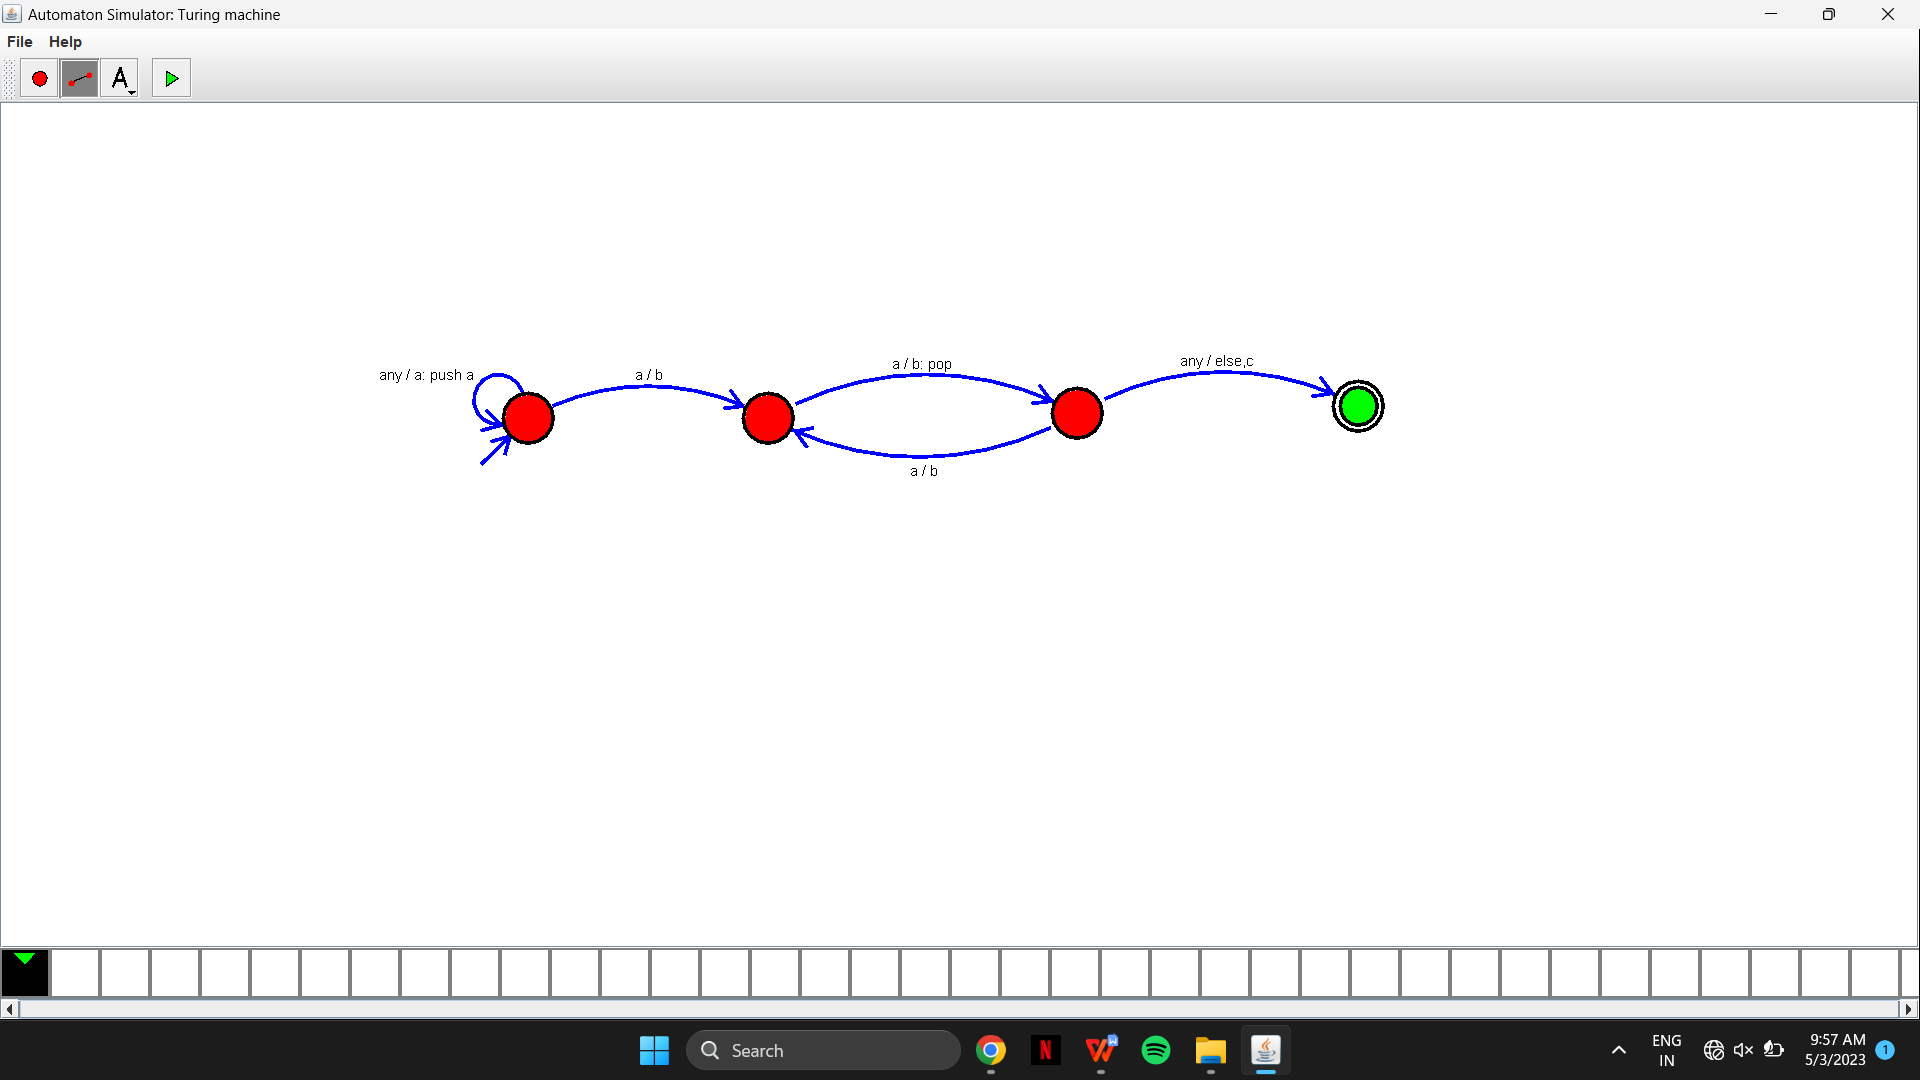 Automaton Simulator: Turing machine
File Help
A
any / else,c
a / b: pop
any / a: push a
a / b
a / b
Search
N
W
ENG
IN
9:57 AM
5/3/2023
1